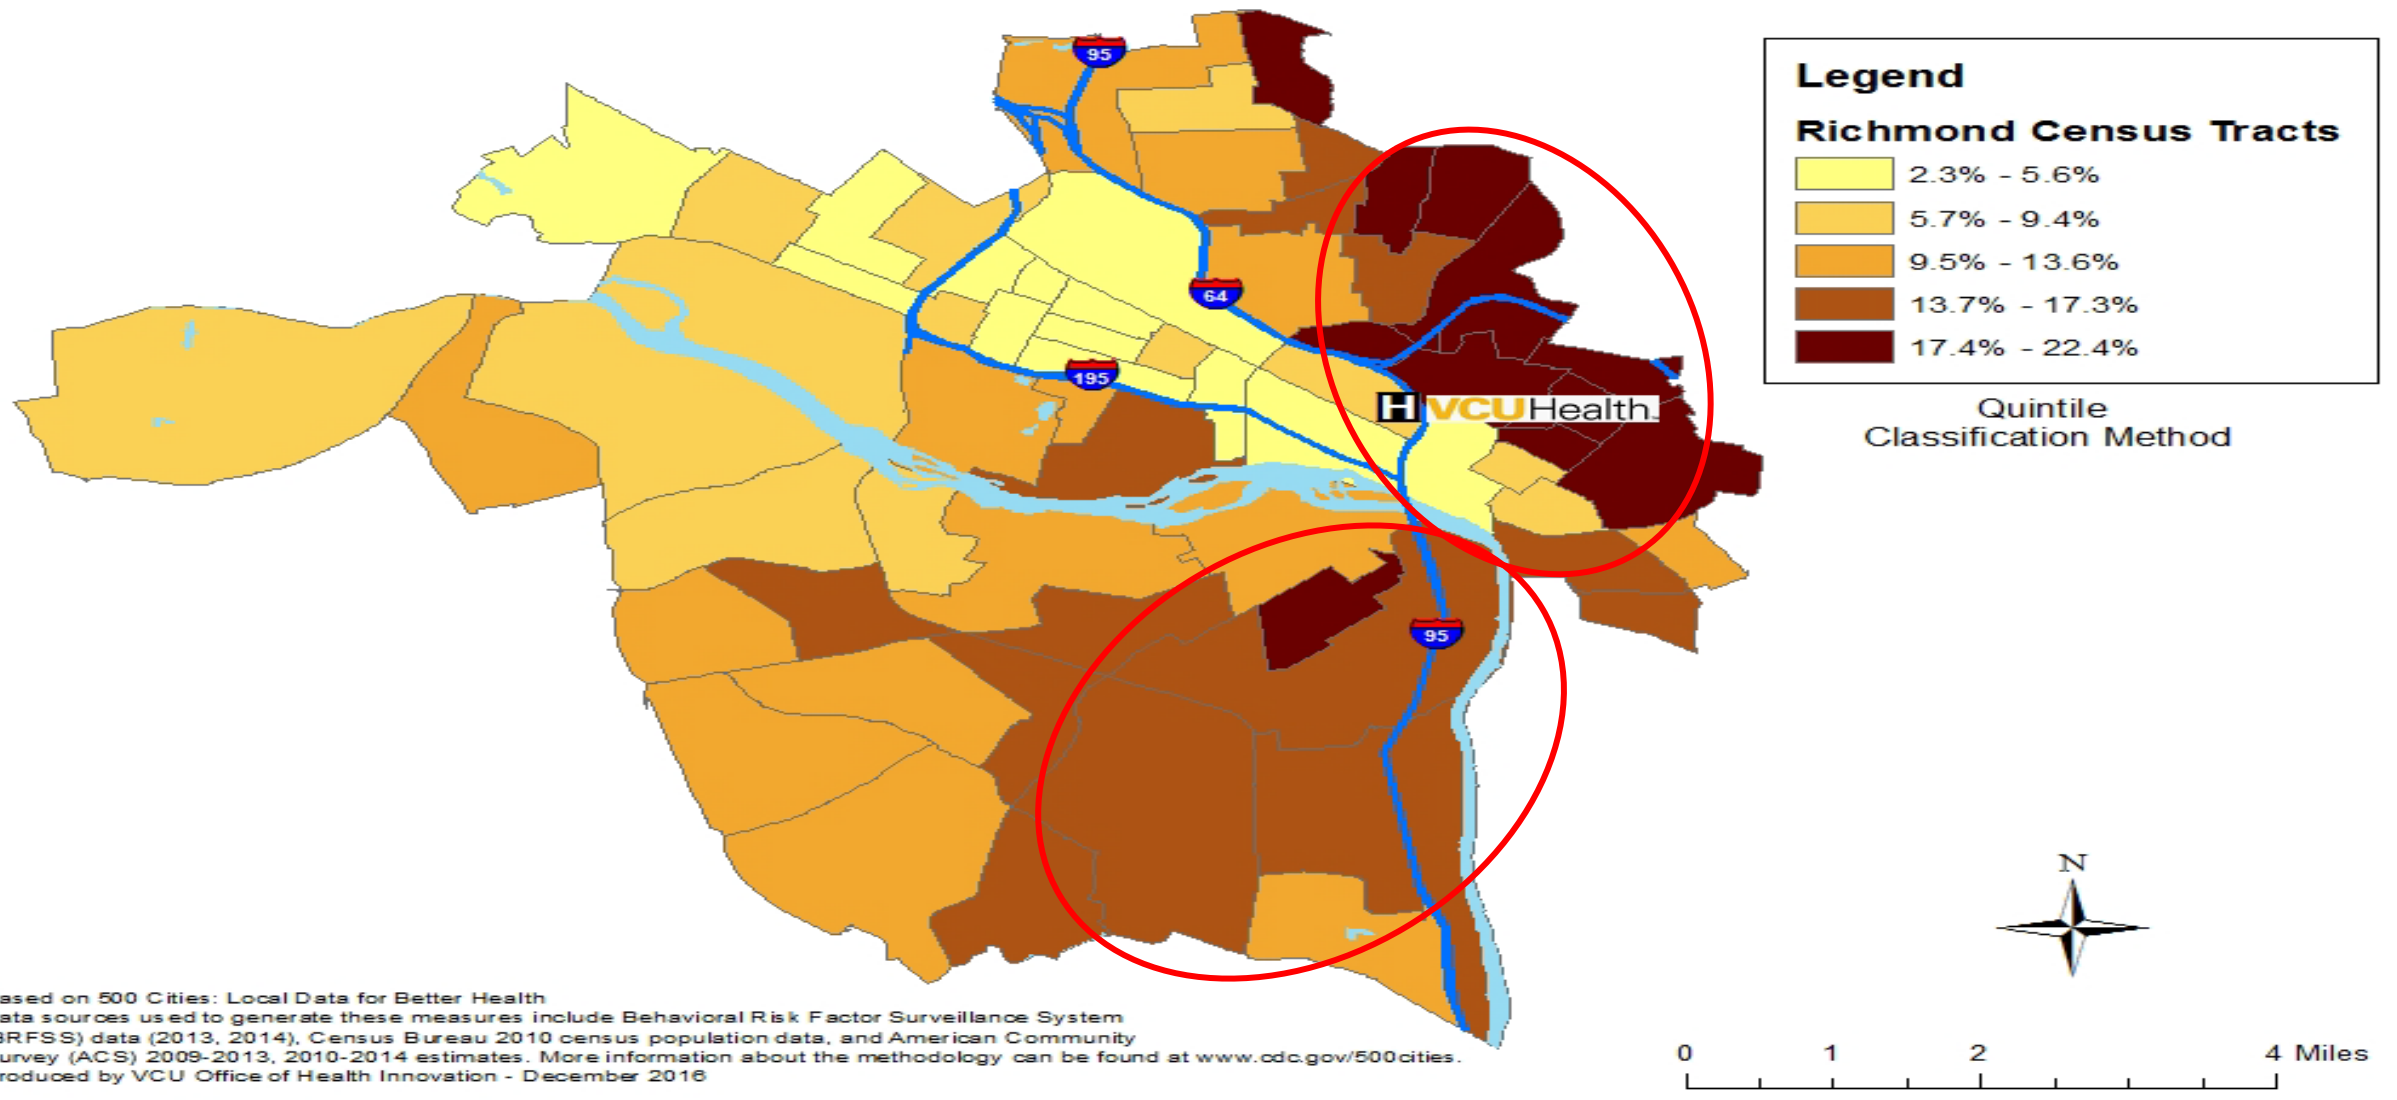 95
Legend
Richmond Census Tracts
2.3% - 5.6%
5.7% - 9.4%
9.5% - 13.6%
13.7% - 17.3%
17.4% - 22.4%
Quintile
Classification Method
64
195
H VCUHealth.
95
N
ased on 500 Cities: Local Data for Better Health
ata sources used to generate these measures include Behavioral Risk Factor Surveillance System
BRFSS) data (2013, 2014), Census Bureau 2010 census population data, and American Community
urvey (ACS) 2009-2013, 2010-2014 estimates. More information about the methodology can be found at www.cdc.gov/500cities.
roduced by VCU Office of Health Innovation - December 2016
0 1 2 4 Miles